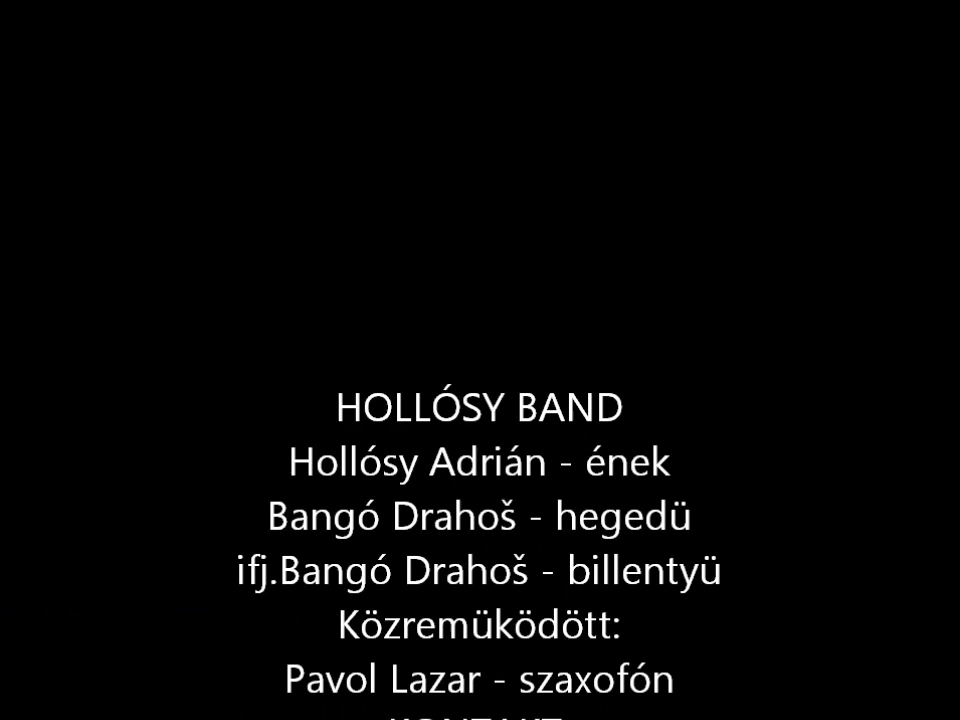 HOLLÓSY BAND
Hollósy Adrián - ének
Bangó Drahoš - hegedü
ifj.Bangó Drahoš - billentyü
Közremüködött:
Pavol Lazar - szaxofón